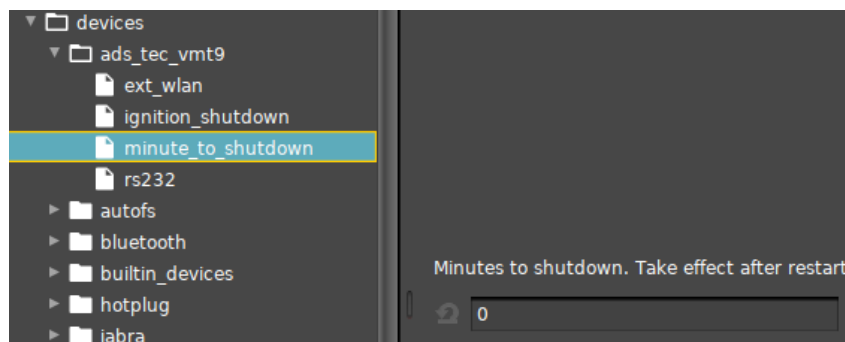 devices
ads_tec_vmt9
ext_wlan
ignition_shutdown
minute_to_shutdown
rs232
autofs
bluetooth
builtin_devices
hotplug
jabra
Minutes to shutdown. Take effect after restart
0